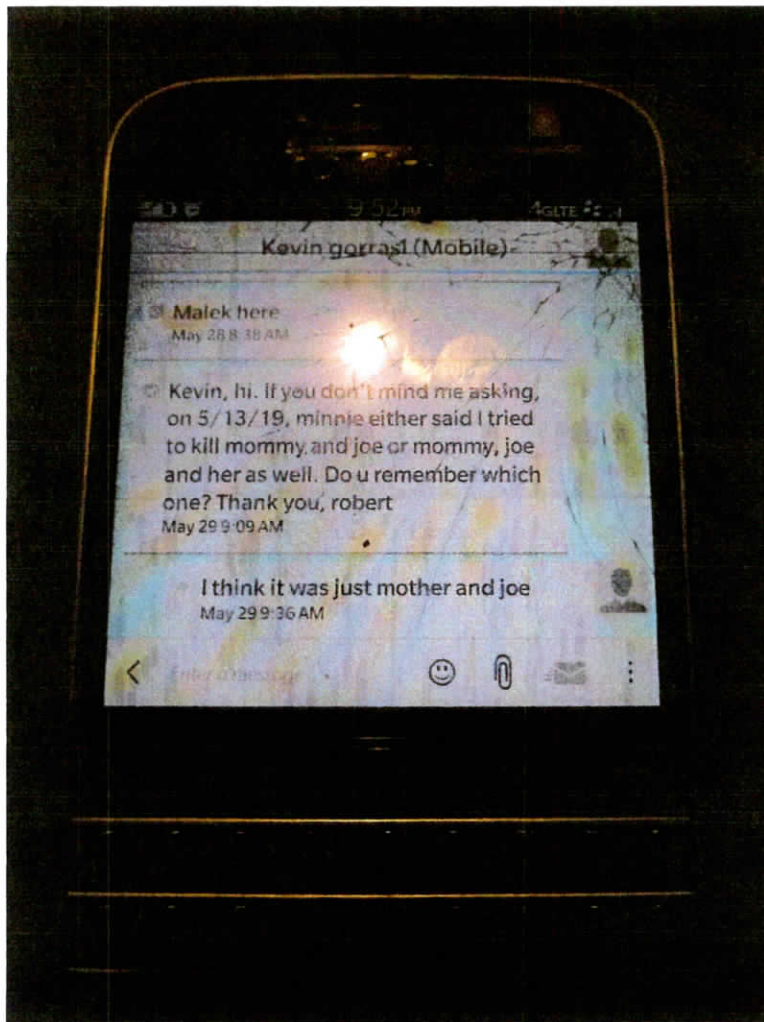 9:52 PM 4G LTE
Kevin gorras1 (Mobile)
Malek here
May 28 8:38 AM
Kevin, hi. If you don't mind me asking,
on 5/13/19, minnie either said I tried
to kill mommy and joe or mommy, joe
and her as well. Do u remember which
one? Thank you, robert
May 29 9:09 AM
I think it was just mother and joe
May 29 9:36 AM
Enter a message